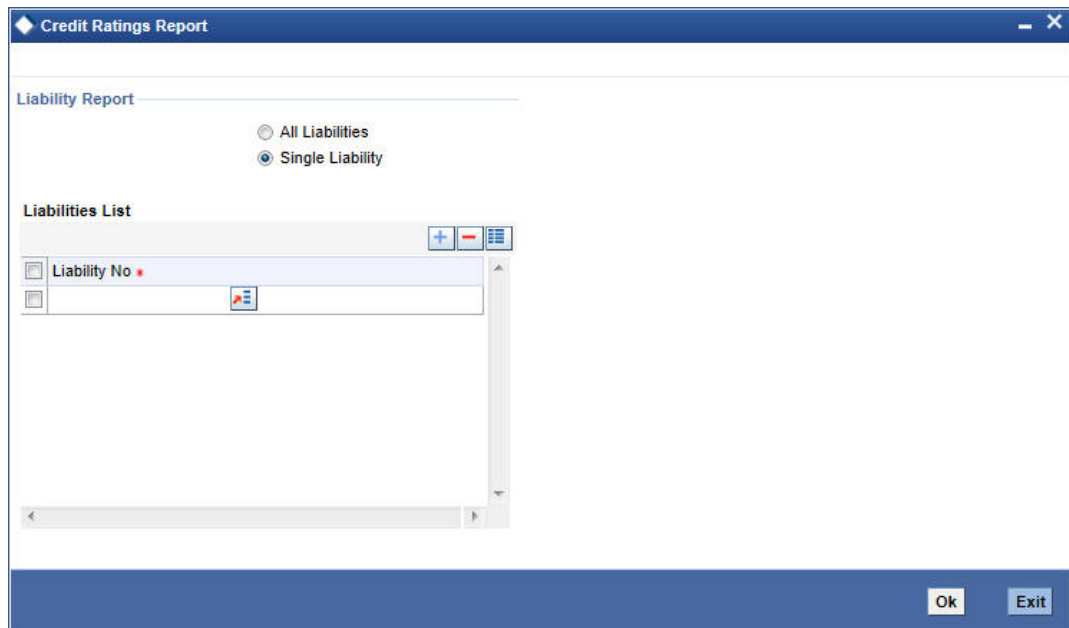 Credit Ratings Report
Liability Report
All Liabilities
Single Liability
Liabilities List
Liability No *
Ok
Exit